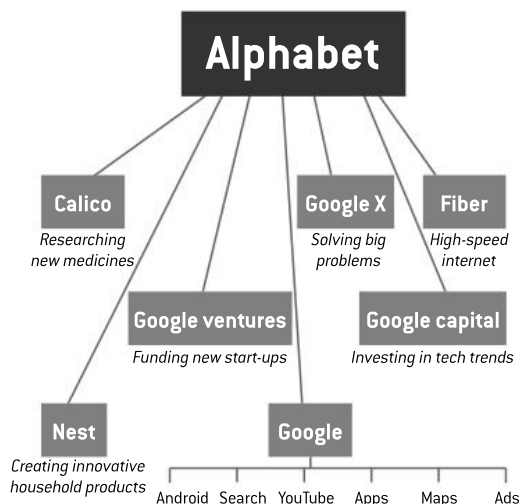 Alphabet
Calico
Researching
new medicines
Google X
Solving big
problems
Fiber
High-speed
internet
Google ventures
Funding new start-ups
Google capital
Investing in tech trends
Nest
Creating innovative
household products
Google
Android Search YouTube Apps Maps Ads